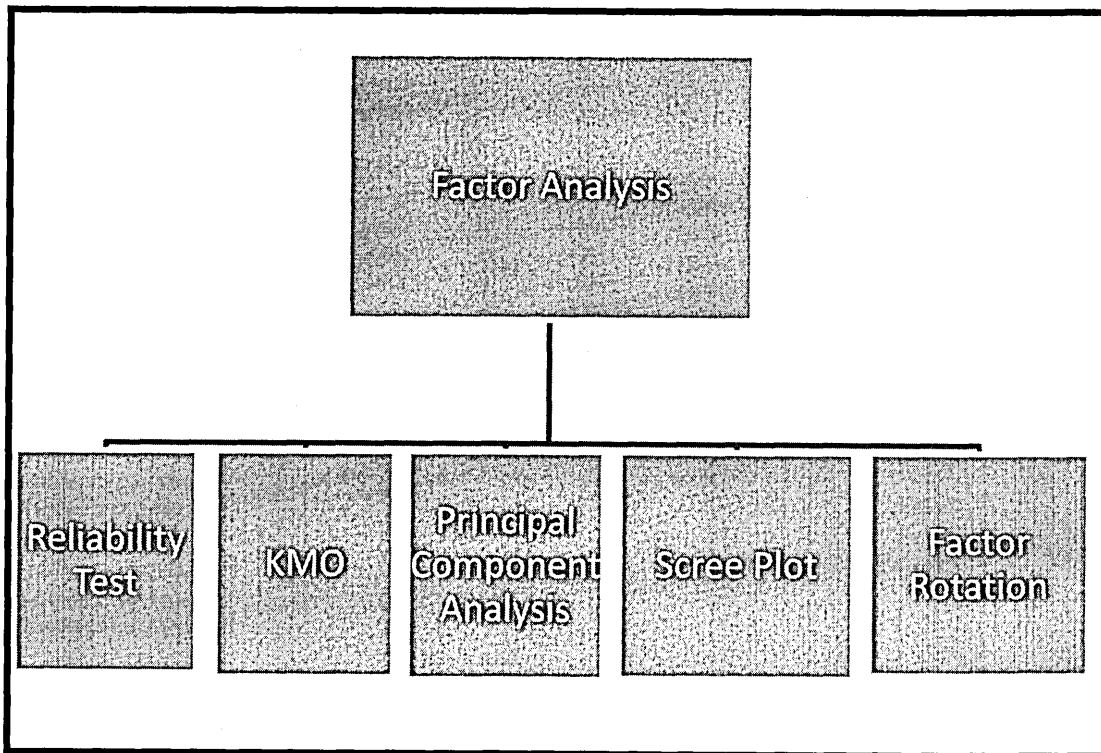 Factor Analysis
Reliability
Test
KMO
Principal
Component
Analysis
Scree Plot
Factor
Rotation